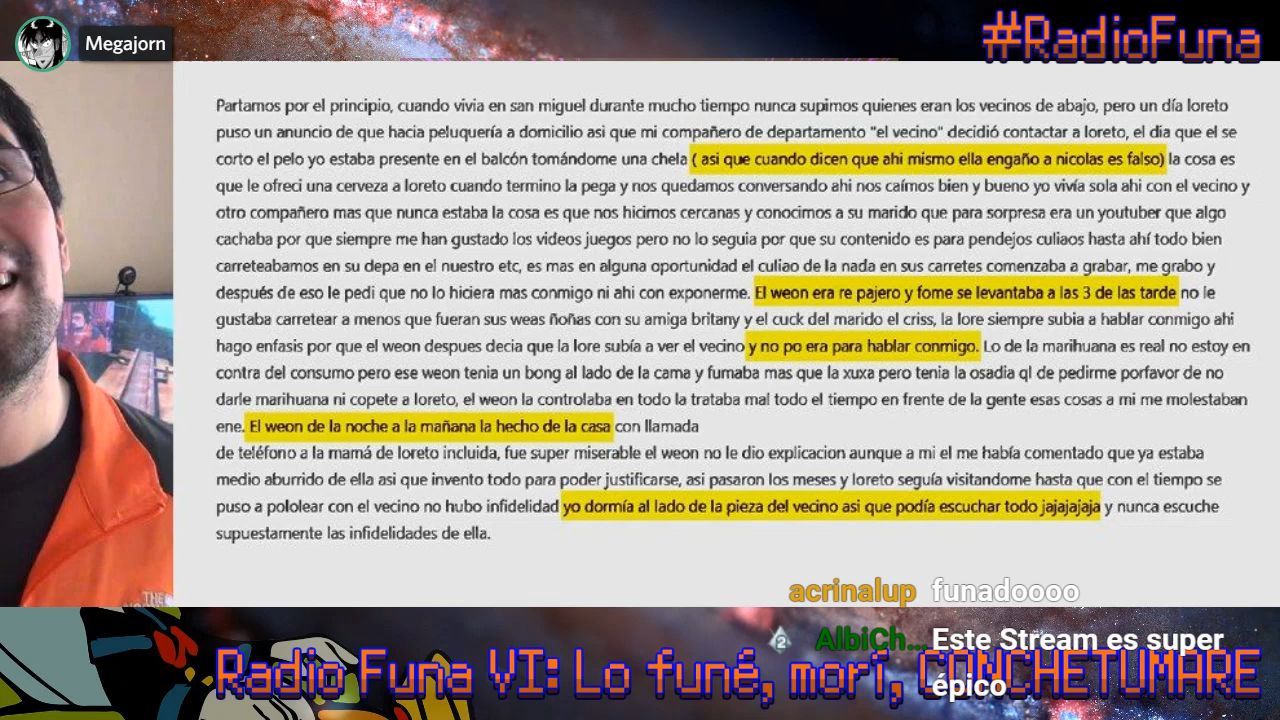 Megajorn
#RadioFuna
Partamos por el principio, cuando vivia en san miguel durante mucho tiempo nunca supimos quienes eran los vecinos de abajo, pero un día loreto
puso un anuncio de que hacia peluquería a domicilio asi que mi compañero de departamento "el vecino" decidió contactar a loreto, el dia que el se
corto el pelo yo estaba presente en el balcón tomándome una chela ( asi que cuando dicen que ahi mismo ella engaño a nicolas es falso) la cosa es
que le ofreci una cerveza a loreto cuando termino la pega y nos quedamos conversando ahi nos caímos bien y bueno yo vivía sola ahi con el vecino y
otro compañero mas que nunca estaba la cosa es que nos hicimos cercanas y conocimos a su marido que para sorpresa era un youtuber que algo
cachaba por que siempre me han gustado los videos juegos pero no lo seguia por que su contenido es para pendejos culiaos hasta ahí todo bien
carreteabamos en su depa en el nuestro etc, es mas en alguna oportunidad el culiao de la nada en sus carretes comenzaba a grabar, me grabo y
después de eso le pedi que no lo hiciera mas conmigo ni ahi con exponerme. El weon era re pajero y fome se levantaba a las 3 de las tarde no le
gustaba carretear a menos que fueran sus weas ñoñas con su amiga britany y el cuck del marido el criss, la lore siempre subia a hablar conmigo ahi
hago enfasis por que el weon despues decia que la lore subía a ver el vecino y no po era para hablar conmigo. Lo de la marihuana es real no estoy en
contra del consumo pero ese weon tenia un bong al lado de la cama y fumaba mas que la xuxa pero tenia la osadia ql de pedirme porfavor de no
darle marihuana ni copete a loreto, el weon la controlaba en todo la trataba mal todo el tiempo en frente de la gente esas cosas a mi me molestaban
ene. El weon de la noche a la mañana la hecho de la casa con llamada
de teléfono a la mamá de loreto incluida, fue super miserable el weon no le dio explicacion aunque a mi el me había comentado que ya estaba
medio aburrido de ella asi que invento todo para poder justificarse, asi pasaron los meses y loreto seguía visitandome hasta que con el tiempo se
puso a pololear con el vecino no hubo infidelidad yo dormía al lado de la pieza del vecino asi que podía escuchar todo jajajajaja y nunca escuche
supuestamente las infidelidades de ella.
acrinalup funadoooo
2 AlbiCh... Este Stream es super
épico
Radio Funa VI: Lo funé, morí, CONCHETUMARE